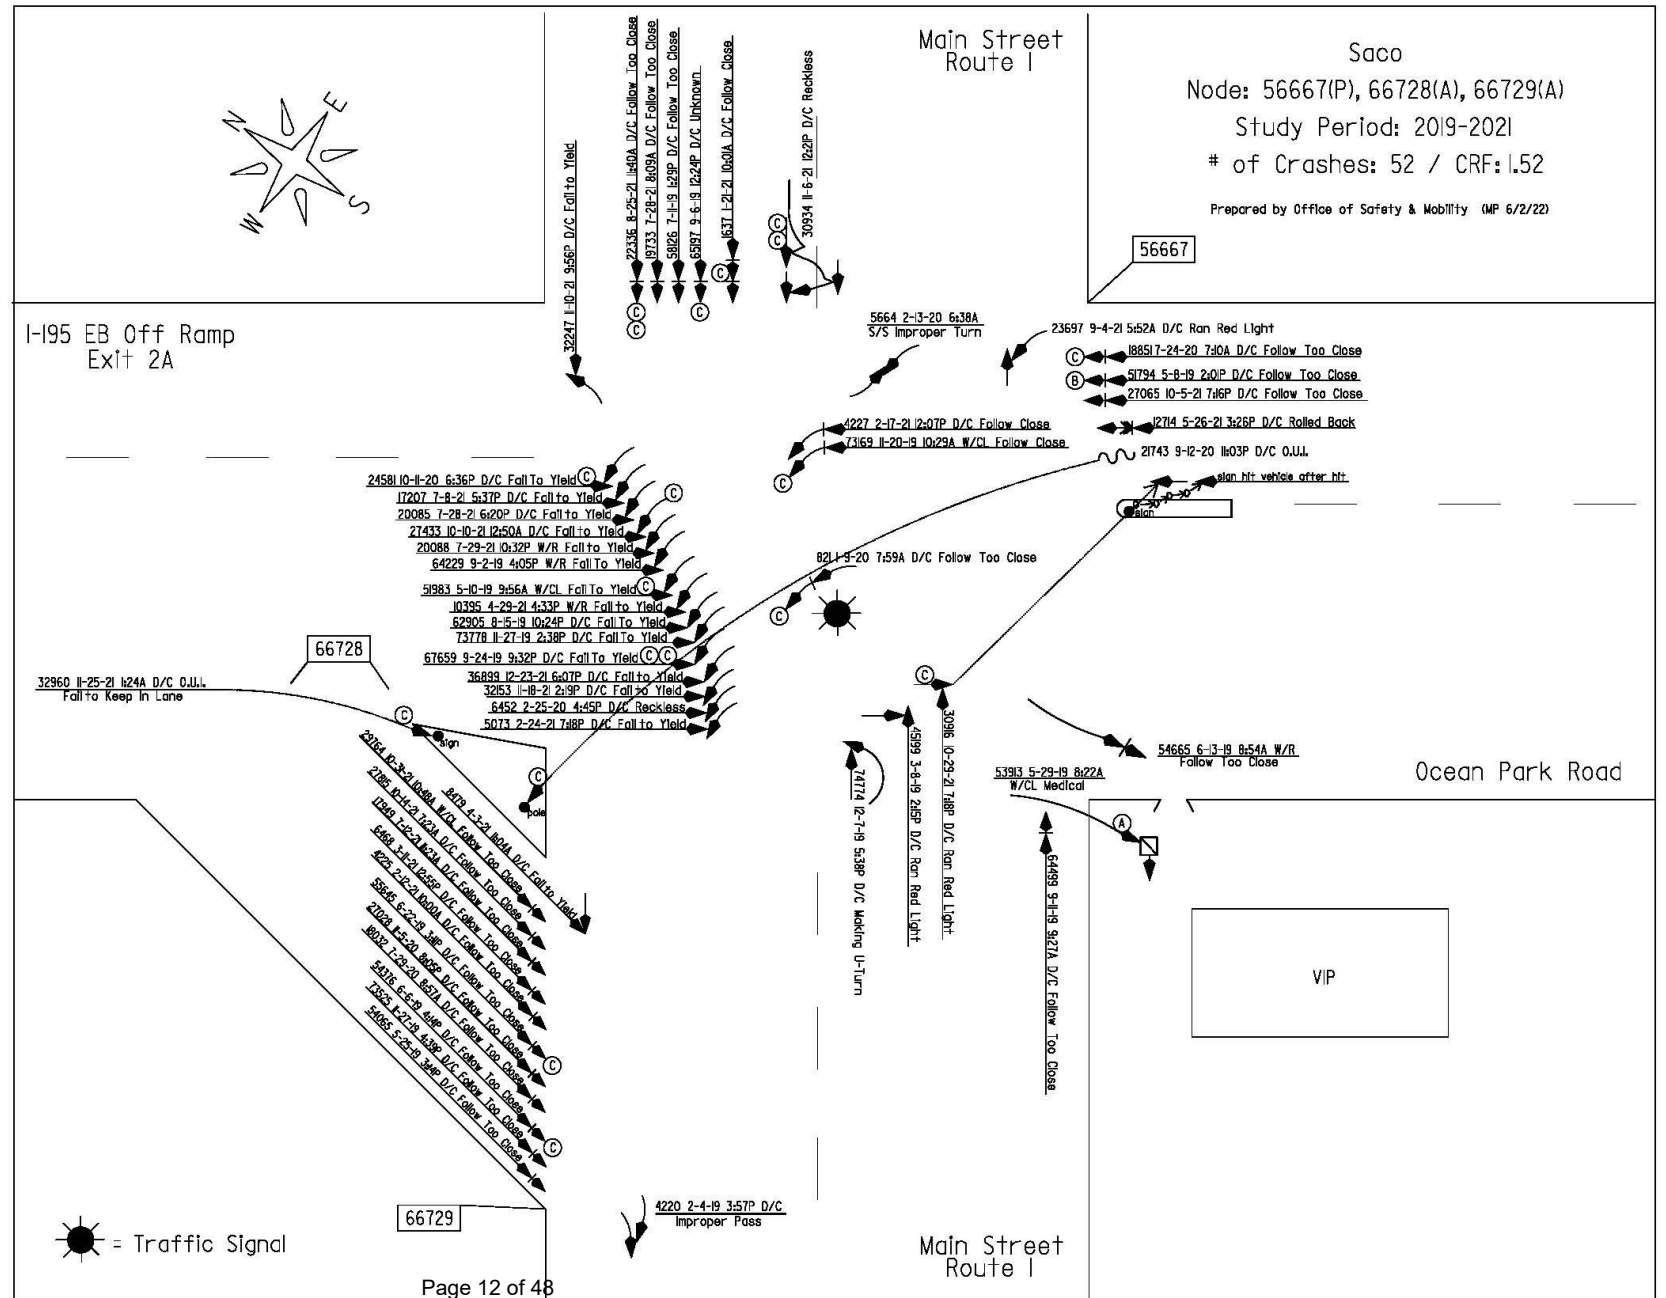 Main Street
Route 1
Saco
Node: 56667(P), 66728(A), 66729(A)
Study Period: 2019-2021
# of Crashes: 52 / CRF: 1.52
Prepared by Office of Safety & Mobility (MP 6/2/22)
56667
N
E
W
S
I-195 EB Off Ramp
Exit 2A
32247 11-10-21 9:56P D/C Fail to Yield
22336 8-25-21 11:40A D/C Follow Too Close
19733 7-28-21 8:09A D/C Follow Too Close
58126 7-11-19 1:29P D/C Follow Too Close
65197 9-6-19 12:24P D/C Unknown
1637 1-21-21 10:01A D/C Follow Close
30934 11-6-21 12:21P D/C Reckless
C
C
C
C
C
C
5664 2-13-20 6:38A
S/S Improper Turn
23697 9-4-21 5:52A D/C Ran Red Light
C 18851 7-24-20 7:10A D/C Follow Too Close
B 51794 5-8-19 2:01P D/C Follow Too Close
27065 10-5-21 7:16P D/C Follow Too Close
12714 5-26-21 3:26P D/C Rolled Back
21743 9-12-20 11:03P D/C O.U.I.
sign hit vehicle after hit
sign
4227 2-17-21 12:07P D/C Follow Close
73169 11-20-19 10:29A W/CL Follow Close
C
24581 10-11-20 6:36P D/C Fail To Yield C
17207 7-8-21 5:37P D/C Fail to Yield C
20085 7-28-21 6:20P D/C Fail to Yield
27433 10-10-21 12:50A D/C Fail to Yield
20088 7-29-21 10:32P W/R Fail to Yield
64229 9-2-19 4:05P W/R Fail To Yield
51983 5-10-19 9:56A W/CL Fail To Yield C
10395 4-29-21 4:33P W/R Fail to Yield
62905 8-15-19 10:24P D/C Fail To Yield
73778 11-27-19 2:38P D/C Fail To Yield
67659 9-24-19 9:32P D/C Fail To Yield C C
36899 12-23-21 6:07P D/C Fail to Yield
32153 11-18-21 2:19P D/C Fail to Yield
6452 2-25-20 4:45P D/C Reckless
5073 2-24-21 7:18P D/C Fail to Yield
9-20 7:59A D/C Follow Too Close
C
66728
32960 11-25-21 1:24A D/C O.U.I.
Fail to Keep In Lane
C
sign
C
pole
8479 4-3-21 11:04A D/C Fail to Yield
29764 10-31-21 10:48A W/CL Follow Too Close
27815 10-14-21 7:23A D/C Follow Too Close
17949 7-12-21 11:23A D/C Follow Too Close
6468 3-11-21 12:55P D/C Follow Too Close
4225 2-12-21 10:00A D/C Follow Too Close
55645 6-22-19 3:11P D/C Follow Too Close
27028 11-5-20 8:05P D/C Follow Too Close
18032 7-29-20 8:57A D/C Follow Too Close
54376 6-6-19 4:14P D/C Follow Too Close
73525 11-27-19 4:39P D/C Follow Too Close
54065 5-25-19 3:14P D/C Follow Too Close
C
C
C
45199 3-8-19 2:15P D/C Ran Red Light
30916 10-29-21 7:18P D/C Ran Red Light
74774 12-7-19 5:38P D/C Making U-Turn
54665 6-13-19 8:54A W/R
Follow Too Close
53913 5-29-19 8:22A
W/CL Medical
A
64499 9-11-19 9:27A D/C Follow Too Close
Ocean Park Road
VIP
66729
4220 2-4-19 3:57P D/C
Improper Pass
= Traffic Signal
Main Street
Route 1
Page 12 of 48